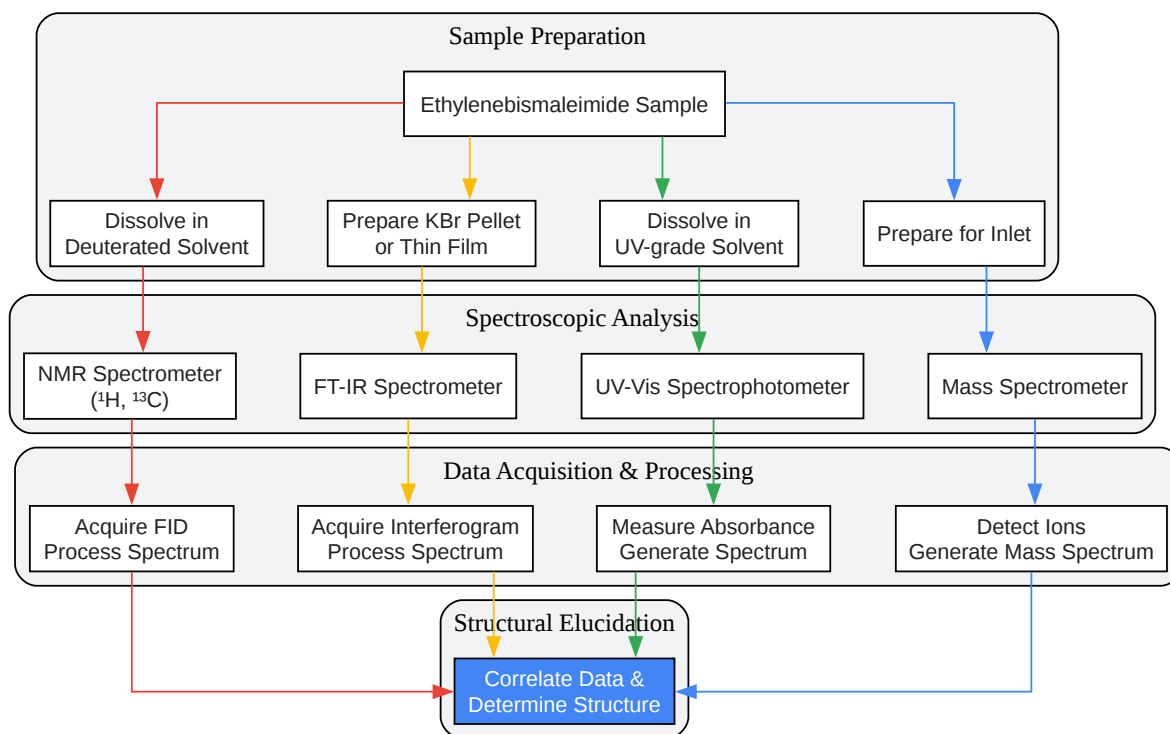 Sample Preparation
Ethylenebismaleimide Sample
Dissolve in
Deuterated Solvent
Prepare KBr Pellet
or Thin Film
Dissolve in
UV-grade Solvent
Prepare for Inlet
Spectroscopic Analysis
NMR Spectrometer
(¹H, ¹³C)
FT-IR Spectrometer
UV-Vis Spectrophotometer
Mass Spectrometer
Data Acquisition & Processing
Acquire FID
Process Spectrum
Acquire Interferogram
Process Spectrum
Measure Absorbance
Generate Spectrum
Detect Ions
Generate Mass Spectrum
Structural Elucidation
Correlate Data &
Determine Structure